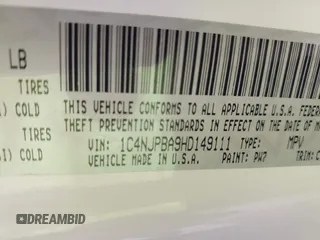 LB
TIRES
) COLD
THIS VEHICLE CONFORMS TO ALL APPLICABLE U.S.A. FEDERA
TIRES
THEFT PREVENTION STANDARDS IN EFFECT ON THE DATE OF M
I) COLD
VIN: 1C4NJPBA9HD149111 TYPE: MPV
VEHICLE MADE IN U.S.A. PAINT: PW7 TRIM: C
DREAMBID